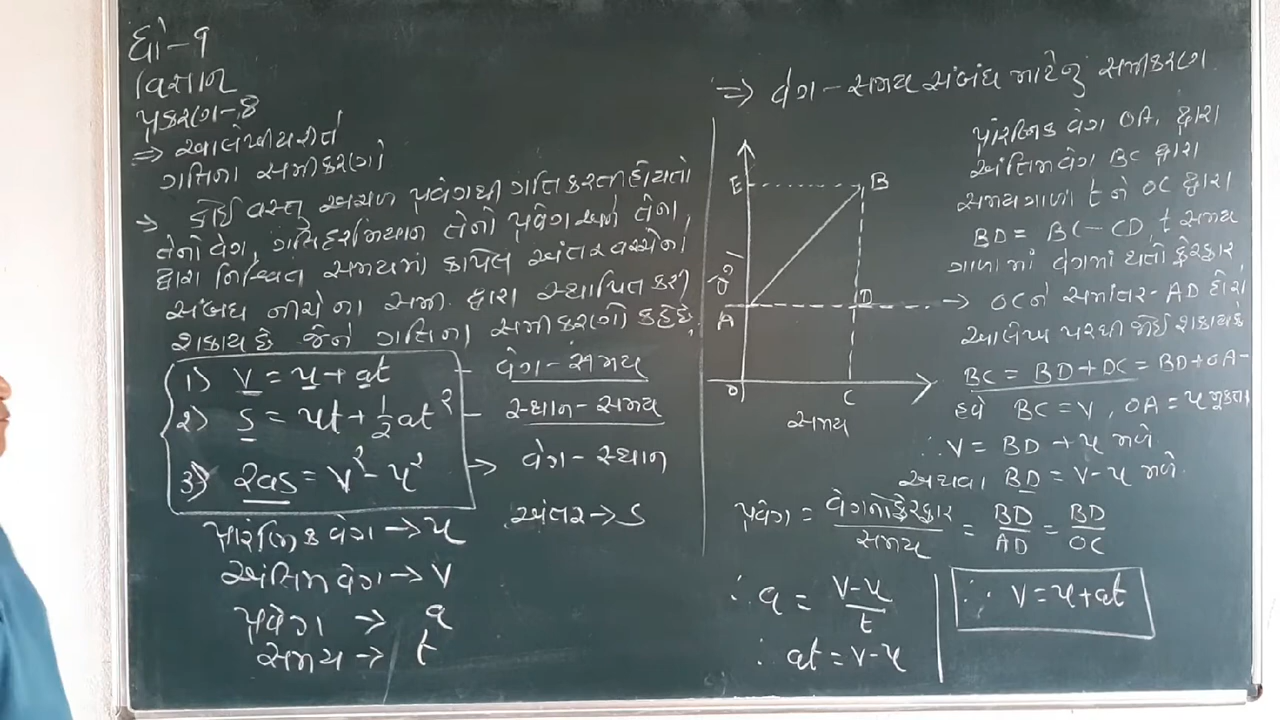 ધો-૧
વિજ્ઞાન
પ્રકરણ-૮
=> આલેખીય રીતે
ગતિના સમીકરણો
→ કોઈ વસ્તુ અચળ પ્રવેગથી ગતિ કરતી હોય તો
તેનો વેગ, ગતિ દરમિયાન તેનો પ્રવેગ અને તેના
દ્વારા નિશ્ચિત સમયમાં કાપેલ અંતર વચ્ચેનો
સંબંધ નીચેના સમી. દ્વારા સ્થાપિત કરી
શકાય છે જેને ગતિના સમીકરણો કહે છે.
1) v = u + at - વેગ-સમય
2) s = ut + 1/2 at² - સ્થાન-સમય
3) 2as = v² - u² → વેગ-સ્થાન
પ્રારંભિક વેગ → u
અંતર → s
અંતિમ વેગ → v
પ્રવેગ → a
સમય → t
=> વેગ-સમય સંબંધ માટેનું સમીકરણ
E B
A D
O C
સમય
પ્રારંભિક વેગ OA, દ્વારા
અંતિમ વેગ BC દ્વારા
સમયગાળા t ને OC દ્વારા
BD = BC - CD, t સમય
ગાળામાં વેગમાં થતો ફેરફાર
→ OC ને સમાંતર - AD દોરો
આલેખ પરથી જોઈ શકાય કે
BC = BD + DC = BD + OA -
હવે BC = v, OA = u મૂકતા
∴ v = BD + u મળે
અથવા BD = v - u મળે.
પ્રવેગ = વેગનો ફેરફાર / સમય = BD / AD = BD / OC
∴ a = v-u / t
∴ at = v-u
∴ v = u + at